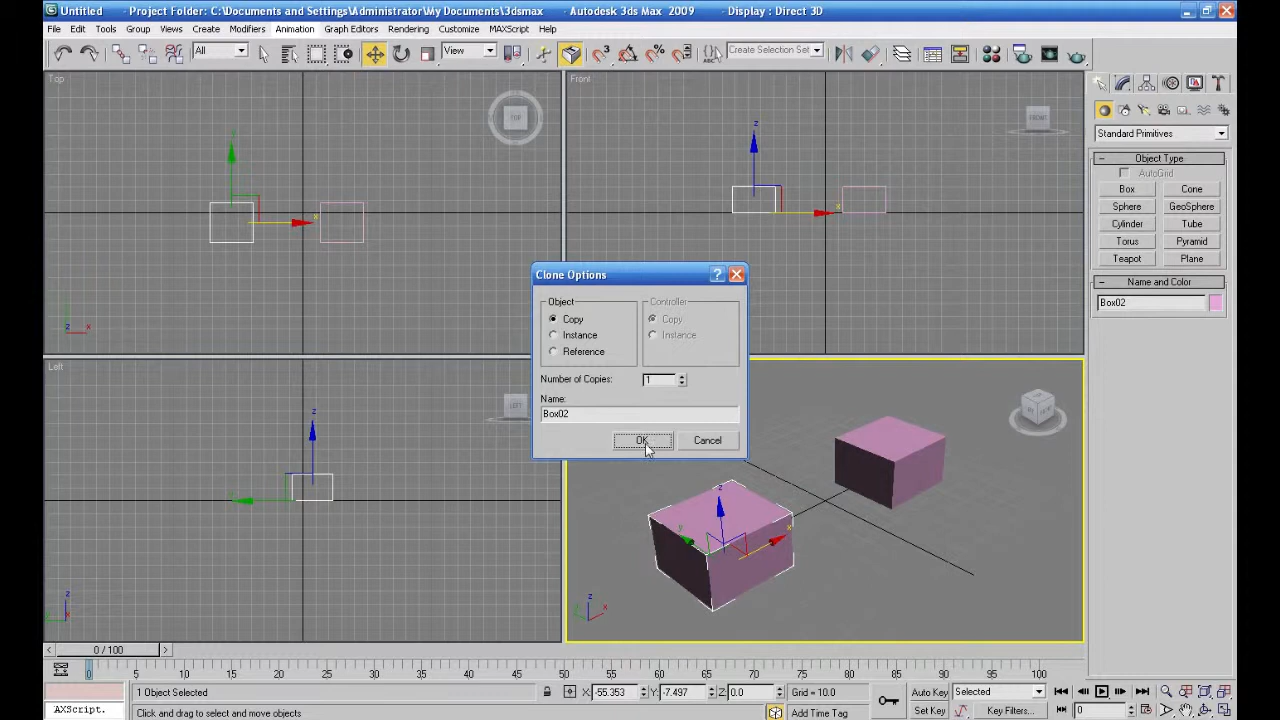 Untitled - Project Folder: C:\Documents and Settings\Administrator\My Documents\3dsmax - Autodesk 3ds Max 2009 - Display : Direct 3D
File Edit Tools Group Views Create Modifiers Animation Graph Editors Rendering Customize MAXScript Help
All View Create Selection Set
Top Front
TOP FRONT
Standard Primitives
Object Type
AutoGrid
Box Cone
Sphere GeoSphere
Cylinder Tube
Torus Pyramid
Teapot Plane
Name and Color
Box02
z
x
y
x
z x
Clone Options
Object Controller
Copy Copy
Instance Instance
Reference
Number of Copies: 1
Name:
Box02
OK Cancel
Left
LEFT
z
y
z
x
z
y x
z
x
0 / 100
0 5 10 15 20 25 30 35 40 45 50 55 60 65 70 75 80 85 90 95 100
1 Object Selected X: -55.353 Y: -7.497 Z: 0.0 Grid = 10.0 Auto Key Selected
AXScript. Click and drag to select and move objects Add Time Tag Set Key Key Filters... 0